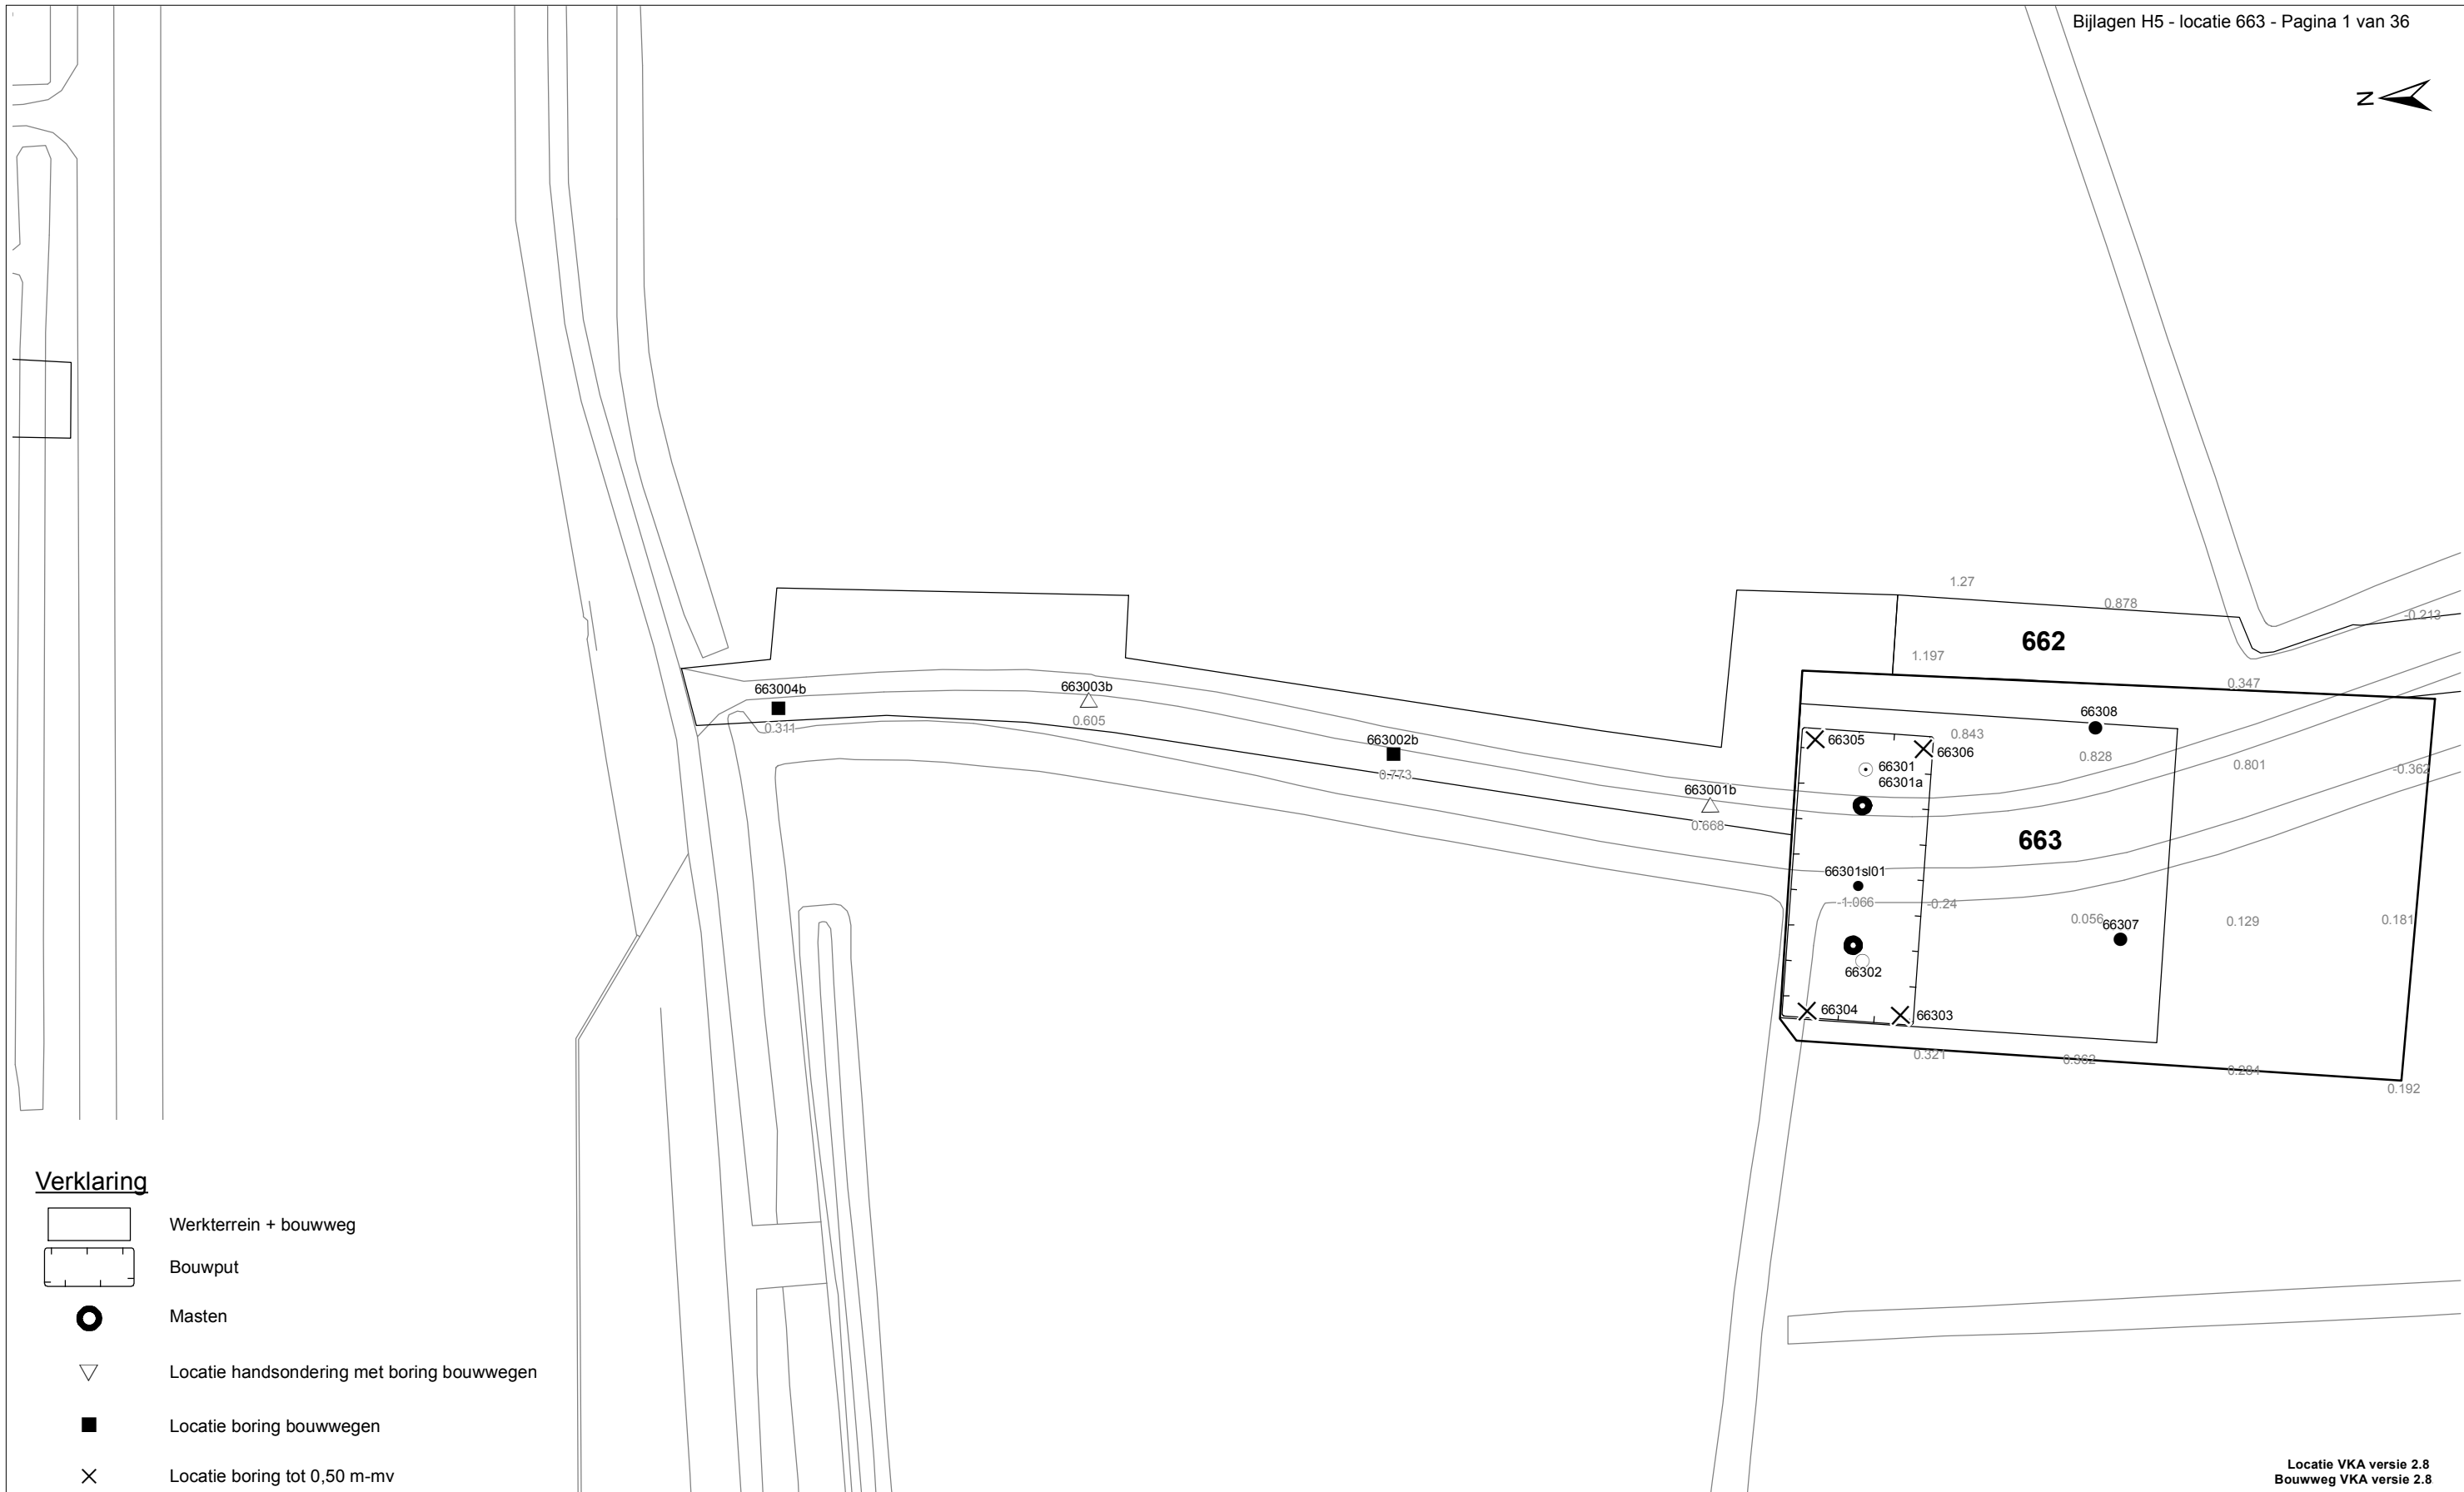 Bijlagen H5 - locatie 663 - Pagina 1 van 36
N
1.27
0.878
-0.213
662
1.197
0.347
663004b
0.311
663003b
0.605
663002b
0.773
663001b
0.668
66308
66305
0.843
66306
0.828
0.801
-0.362
66301
66301a
663
66301sl01
-1.066
-0.24
0.056
66307
0.129
0.181
66302
66304
66303
0.321
0.362
0.284
0.192
Verklaring
Werkterrein + bouwweg
Bouwput
Masten
Locatie handsondering met boring bouwwegen
Locatie boring bouwwegen
Locatie boring tot 0,50 m-mv
Locatie VKA versie 2.8
Bouwweg VKA versie 2.8